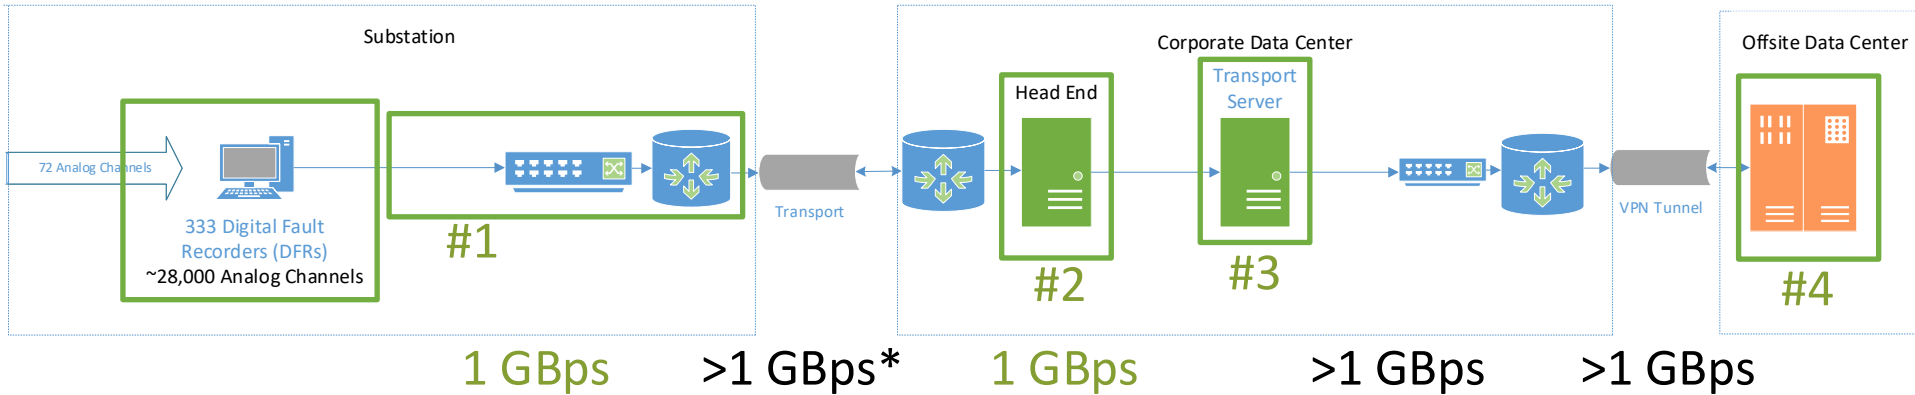 Substation
Corporate Data Center
Offsite Data Center
Head End
Transport
Server
72 Analog Channels
333 Digital Fault
Recorders (DFRs)
~28,000 Analog Channels
#1
Transport
#2
#3
VPN Tunnel
#4
1 GBps
>1 GBps*
1 GBps
>1 GBps
>1 GBps